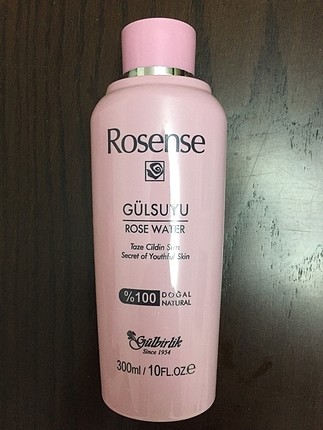 Rosense
GÜLSUYU
ROSE WATER
Taze Cildin Sırrı
Secret of Youthful Skin
%100 DOĞAL
NATURAL
Gülbirlik
Since 1954
300ml/10FL.OZ.e